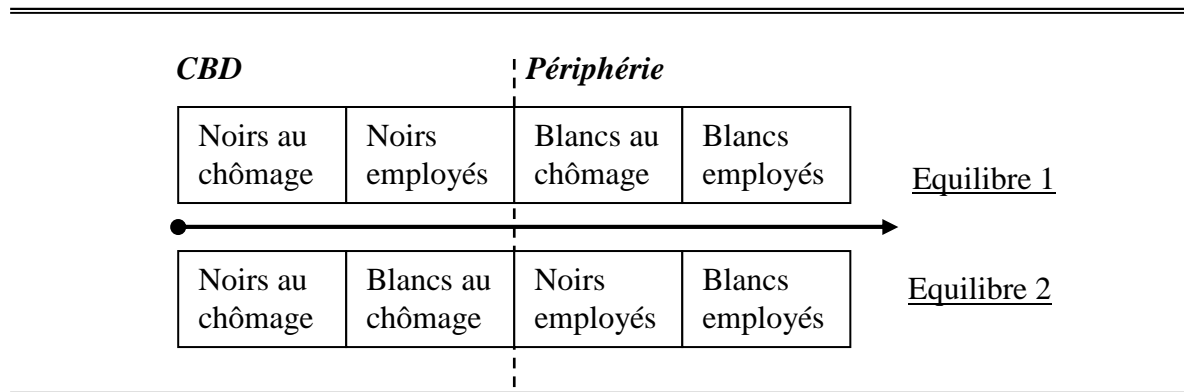 CBD Périphérie
Noirs au Noirs Blancs au Blancs
chômage employés chômage employés
Equilibre 1
Noirs au Blancs au Noirs Blancs
chômage chômage employés employés
Equilibre 2